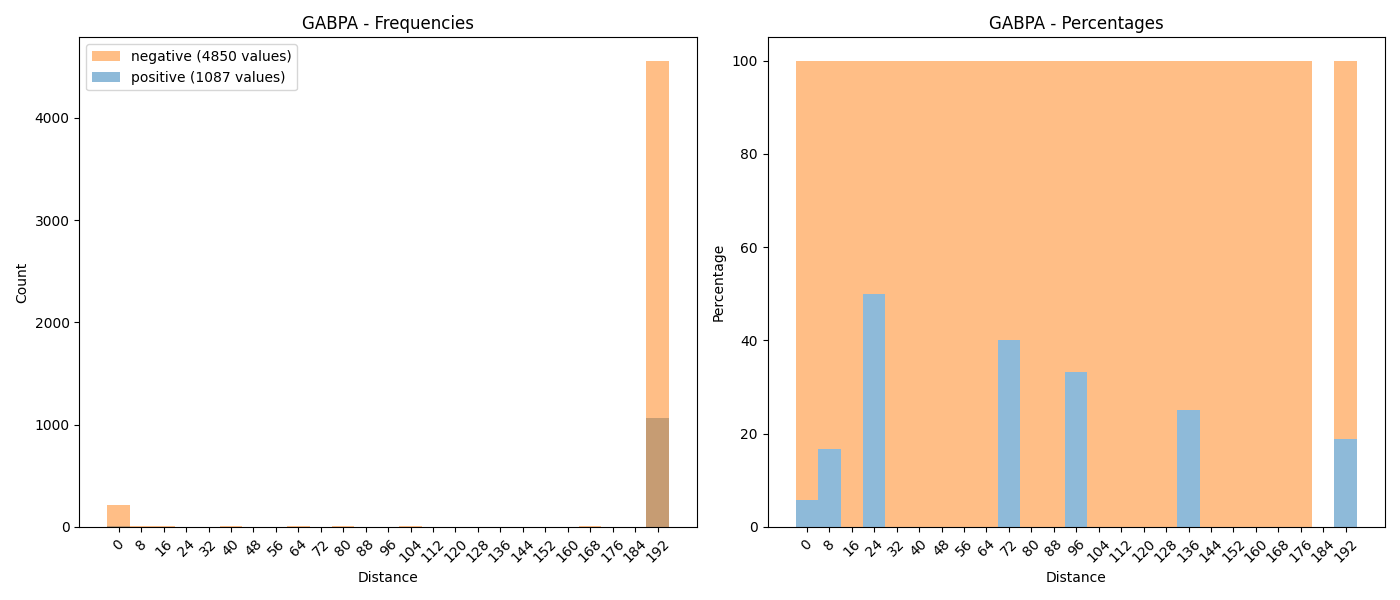 GABPA - Frequencies
negative (4850 values)
positive (1087 values)
Count
4000
3000
2000
1000
0
0 8 16 24 32 40 48 56 64 72 80 88 96 104 112 120 128 136 144 152 160 168 176 184 192
Distance
GABPA - Percentages
Percentage
100
80
60
40
20
0
0 8 16 24 32 40 48 56 64 72 80 88 96 104 112 120 128 136 144 152 160 168 176 184 192
Distance